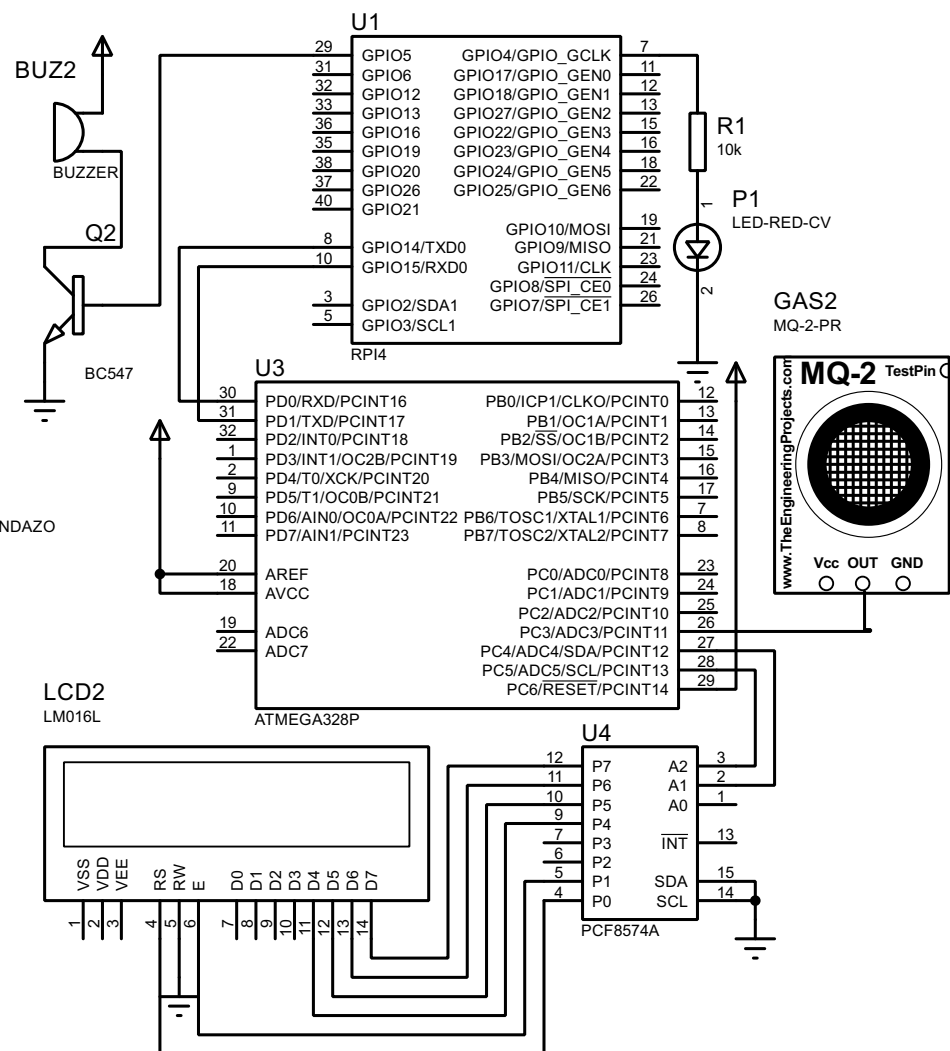 U1
BUZ2
BUZZER
Q2
BC547
29 GPIO5 GPIO4/GPIO_GCLK 7
31 GPIO6 GPIO17/GPIO_GEN0 11
32 GPIO12 GPIO18/GPIO_GEN1 12
33 GPIO13 GPIO27/GPIO_GEN2 13
36 GPIO16 GPIO22/GPIO_GEN3 15
35 GPIO19 GPIO23/GPIO_GEN4 16
38 GPIO20 GPIO24/GPIO_GEN5 18
37 GPIO26 GPIO25/GPIO_GEN6 22
40 GPIO21
GPIO10/MOSI 19
8 GPIO14/TXD0 GPIO9/MISO 21
10 GPIO15/RXD0 GPIO11/CLK 23
GPIO8/SPI_CE0 24
3 GPIO2/SDA1 GPIO7/SPI_CE1 26
5 GPIO3/SCL1
RPI4
R1
10k
P1
LED-RED-CV
1
2
GAS2
MQ-2-PR
MQ-2 TestPin
www.TheEngineeringProjects.com
Vcc OUT GND
U3
30 PD0/RXD/PCINT16 PB0/ICP1/CLKO/PCINT0 12
31 PD1/TXD/PCINT17 PB1/OC1A/PCINT1 13
32 PD2/INT0/PCINT18 PB2/SS/OC1B/PCINT2 14
1 PD3/INT1/OC2B/PCINT19 PB3/MOSI/OC2A/PCINT3 15
2 PD4/T0/XCK/PCINT20 PB4/MISO/PCINT4 16
9 PD5/T1/OC0B/PCINT21 PB5/SCK/PCINT5 17
10 PD6/AIN0/OC0A/PCINT22 PB6/TOSC1/XTAL1/PCINT6 7
11 PD7/AIN1/PCINT23 PB7/TOSC2/XTAL2/PCINT7 8
20 AREF PC0/ADC0/PCINT8 23
18 AVCC PC1/ADC1/PCINT9 24
PC2/ADC2/PCINT10 25
19 ADC6 PC3/ADC3/PCINT11 26
22 ADC7 PC4/ADC4/SDA/PCINT12 27
PC5/ADC5/SCL/PCINT13 28
PC6/RESET/PCINT14 29
ATMEGA328P
NDAZO
LCD2
LM016L
VSS VDD VEE RS RW E D0 D1 D2 D3 D4 D5 D6 D7
1 2 3 4 5 6 7 8 9 10 11 12 13 14
U4
12 P7 A2 3
11 P6 A1 2
10 P5 A0 1
9 P4
7 P3 INT 13
6 P2
5 P1 SDA 15
4 P0 SCL 14
PCF8574A